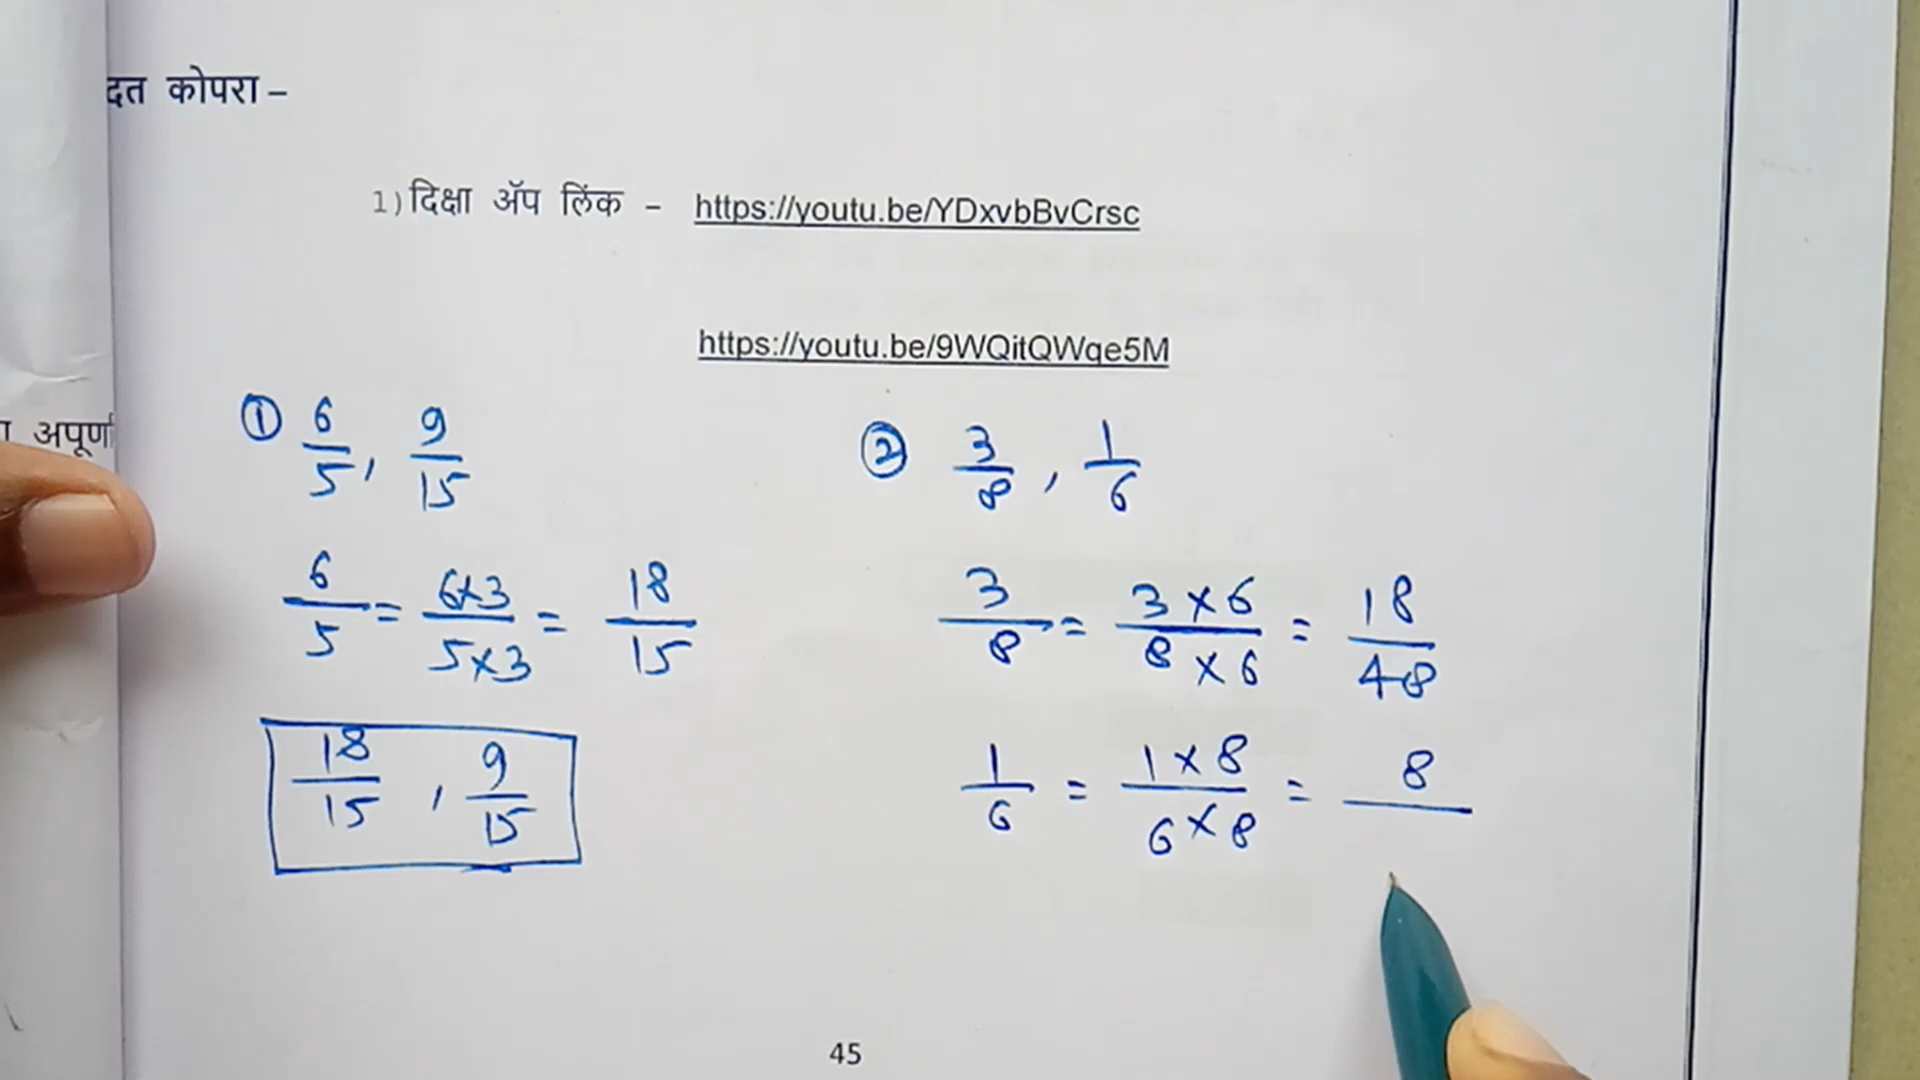 दत कोपरा –
1) दिक्षा ॲप लिंक – https://youtu.be/YDxvbBvCrsc
https://youtu.be/9WQitQWqe5M
अपूर्ण
① 6/5, 9/15
6/5 = 6×3/5×3 = 18/15
18/15, 9/15
② 3/8, 1/6
3/8 = 3×6/8×6 = 18/48
1/6 = 1×8/6×8 = 8/
45